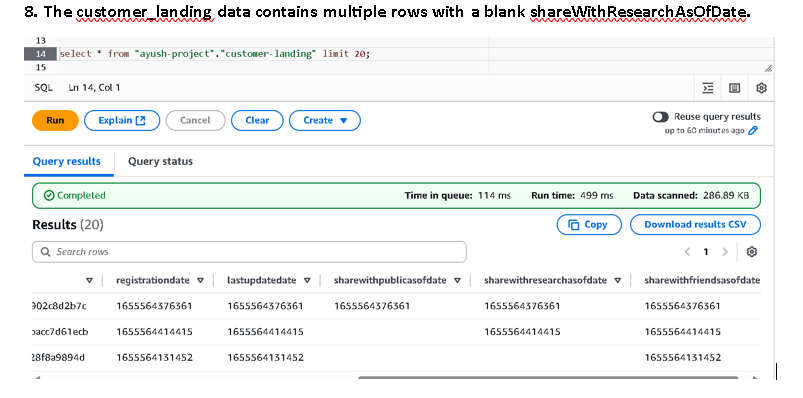 8. The customer_landing data contains multiple rows with a blank shareWithResearchAsOfDate.
13
14 select * from "ayush-project"."customer-landing" limit 20;
15
SQL Ln 14, Col 1
Run Explain Cancel Clear Create Reuse query results
up to 60 minutes ago
Query results Query status
Completed Time in queue: 114 ms Run time: 499 ms Data scanned: 286.89 KB
Results (20) Copy Download results CSV
Search rows 1
registrationdate lastupdatedate sharewithpublicasofdate sharewithresearchasofdate sharewithfriendsasofdate
902c8d2b7c 1655564376361 1655564376361 1655564376361 1655564376361 1655564376361
bacc7d61ecb 1655564414415 1655564414415 1655564414415 1655564414415
28f8a9894d 1655564131452 1655564131452 1655564131452